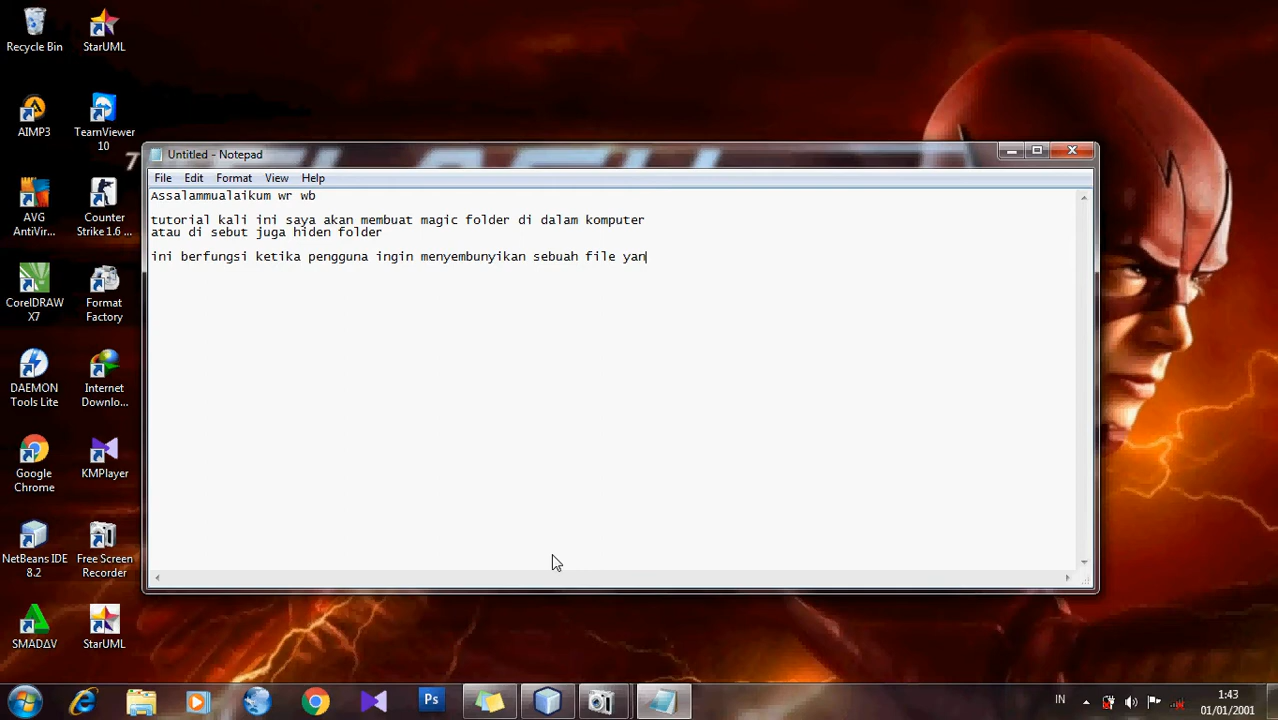 Recycle Bin
StarUML
AIMP3
TeamViewer
10
AVG
AntiVir...
Counter
Strike 1.6 ...
CorelDRAW
X7
Format
Factory
DAEMON
Tools Lite
Internet
Downlo...
Google
Chrome
KMPlayer
NetBeans IDE
8.2
Free Screen
Recorder
SMADΔV
StarUML
Untitled - Notepad
File Edit Format View Help
Assalammualaikum wr wb
tutorial kali ini saya akan membuat magic folder di dalam komputer
atau di sebut juga hiden folder
ini berfungsi ketika pengguna ingin menyembunyikan sebuah file yan
Ps
IN
1:43
01/01/2001